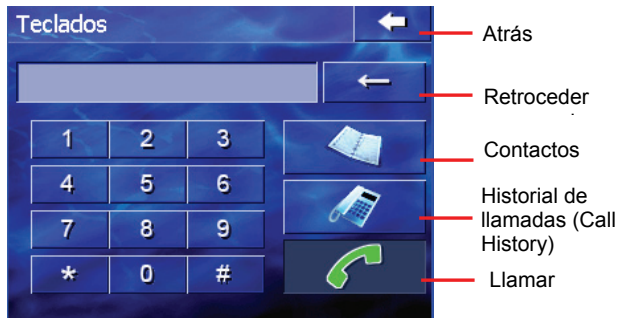 Teclados
Atrás
Retroceder
1 2 3
Contactos
4 5 6
Historial de
llamadas (Call
History)
7 8 9
* 0 #
Llamar